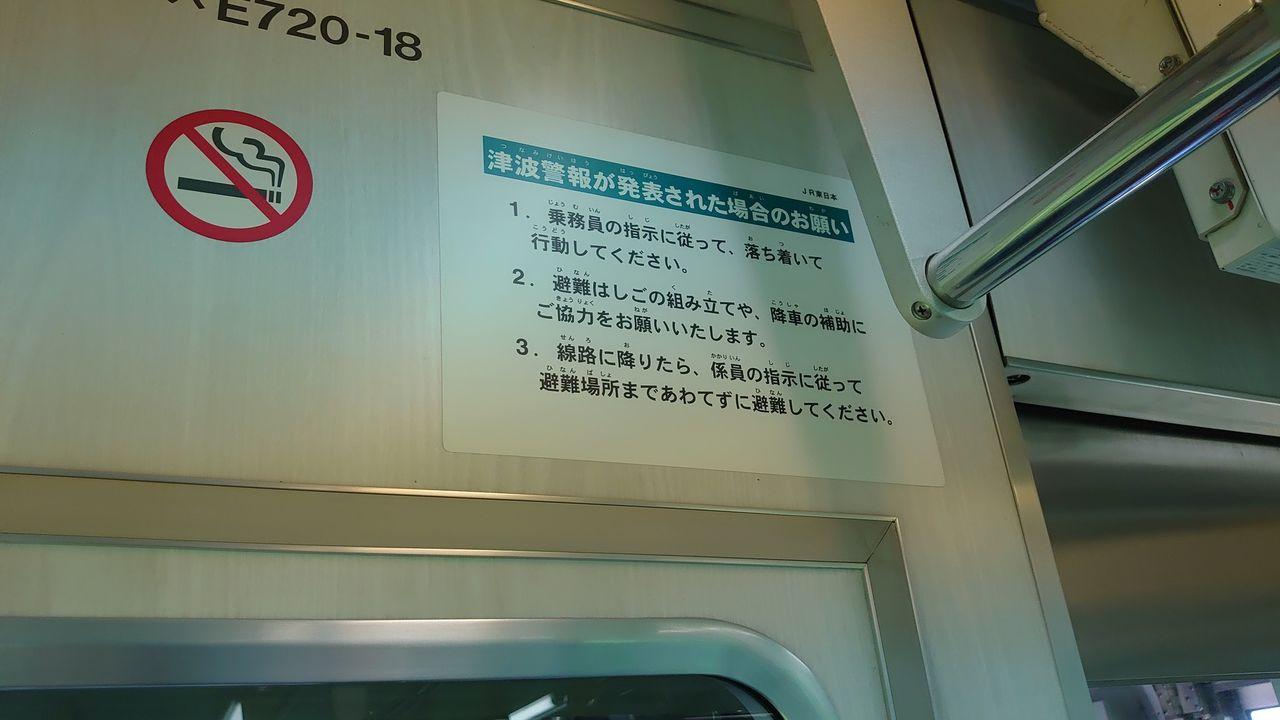 E720-18
JR東日本
津波警報が発表された場合のお願い
1. 乗務員の指示に従って、落ち着いて
行動してください。
2. 避難はしごの組み立てや、降車の補助に
ご協力をお願いいたします。
3. 線路に降りたら、係員の指示に従って
避難場所まであわてずに避難してください。